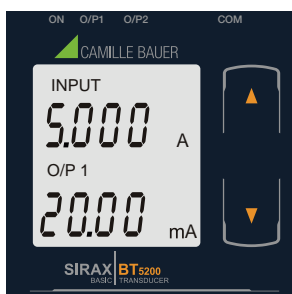 ON O/P1 O/P2 COM
CAMILLE BAUER
INPUT
5.000 A
O/P 1
20.00 mA
SIRAX BT5200
BASIC TRANSDUCER